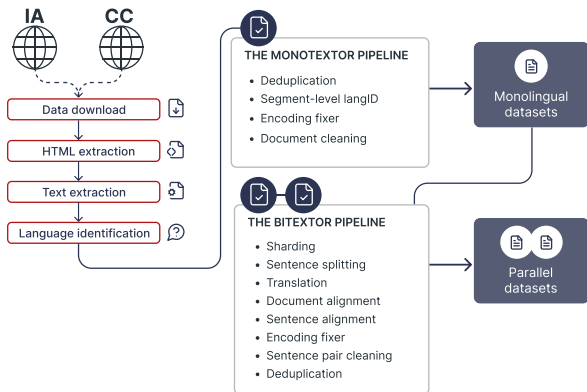 IA
CC
Data download
HTML extraction
Text extraction
Language identification
THE MONOTEXTOR PIPELINE
Deduplication
Segment-level langID
Encoding fixer
Document cleaning
Monolingual
datasets
THE BITEXTOR PIPELINE
Sharding
Sentence splitting
Translation
Document alignment
Sentence alignment
Encoding fixer
Sentence pair cleaning
Deduplication
Parallel
datasets